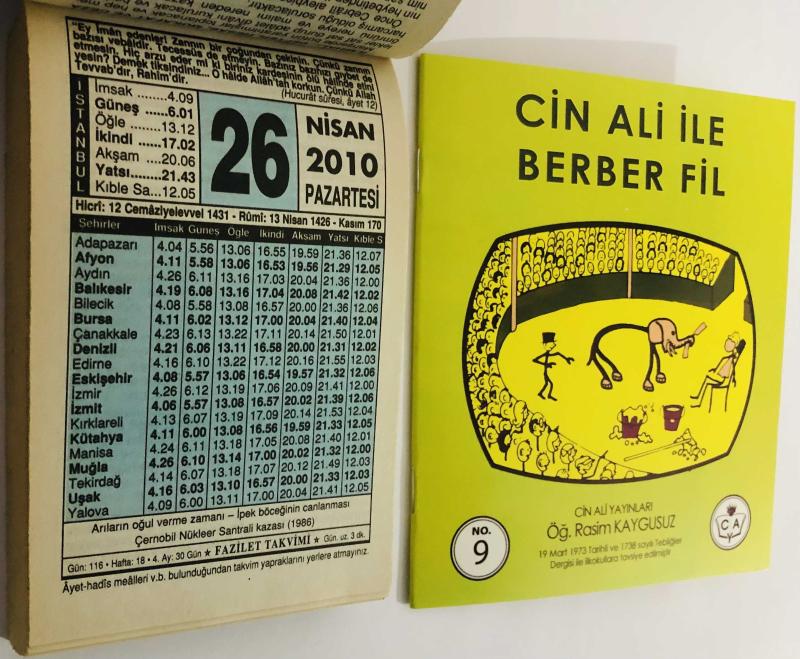 "Ey îmân edenler! Zannın bir çoğundan çekinin. Çünkü zannın
bazısı vebâldir. Tecessüs de etmeyin. Bazınız bazınızı gıybet de
etmesin. Hiç arzu eder mi ki biriniz kardeşinin ölü hâlinde etini
yesin? Demek tiksindiniz... O hâlde Allâh'tan korkun. Çünkü Allah
Tevvab'dır, Rahîm'dir.
(Hucurât sûresi, âyet 12)
İSTANBUL
İmsak ........4.09
Güneş ......6.01
Öğle ........13.12
İkindi ......17.02
Akşam ...20.06
Yatsı........21.43
Kıble Sa...12.05
26
NİSAN
2010
PAZARTESİ
Hicrî: 12 Cemâziyelevvel 1431 - Rûmî: 13 Nisan 1426 - Kasım 170
Şehirler İmsak Güneş Öğle İkindi Akşam Yatsı Kıble S
Adapazarı 4.04 5.56 13.06 16.55 19.59 21.36 12.07
Afyon 4.11 5.58 13.06 16.53 19.56 21.29 12.05
Aydın 4.26 6.11 13.16 17.03 20.04 21.36 12.00
Balıkesir 4.19 6.08 13.16 17.04 20.08 21.42 12.02
Bilecik 4.08 5.58 13.08 16.57 20.00 21.36 12.06
Bursa 4.11 6.02 13.12 17.00 20.04 21.40 12.04
Çanakkale 4.23 6.13 13.22 17.11 20.14 21.50 12.01
Denizli 4.21 6.06 13.11 16.58 20.00 21.31 12.02
Edirne 4.16 6.10 13.22 17.12 20.16 21.55 12.03
Eskişehir 4.08 5.57 13.06 16.54 19.57 21.32 12.06
İzmir 4.26 6.12 13.19 17.06 20.09 21.41 12.00
İzmit 4.06 5.57 13.08 16.57 20.02 21.39 12.06
Kırklareli 4.13 6.07 13.19 17.09 20.14 21.53 12.04
Kütahya 4.11 6.00 13.08 16.56 19.59 21.33 12.05
Manisa 4.24 6.11 13.18 17.05 20.08 21.40 12.01
Muğla 4.26 6.10 13.14 17.00 20.02 21.32 12.00
Tekirdağ 4.14 6.07 13.18 17.07 20.12 21.49 12.03
Uşak 4.16 6.03 13.10 16.57 20.00 21.33 12.03
Yalova 4.09 6.00 13.11 17.00 20.04 21.41 12.05
Arıların oğul verme zamanı – İpek böceğinin canlanması
Çernobil Nükleer Santrali kazası (1986)
Gün: 116 • Hafta: 18 • 4. Ay: 30 Gün ★ FAZİLET TAKVİMİ ★ Gün. uz. 3 dk.
Âyet-hadîs meâlleri v.b. bulunduğundan takvim yapraklarını yerlere atmayınız.
CİN ALİ İLE
BERBER FİL
CİN ALİ YAYINLARI
Öğ. Rasim KAYGUSUZ
19 Mart 1973 Tarihli ve 1738 sayılı Tebliğler
Dergisi ile ilkokullara tavsiye edilmiştir
NO.
9
C A
Y